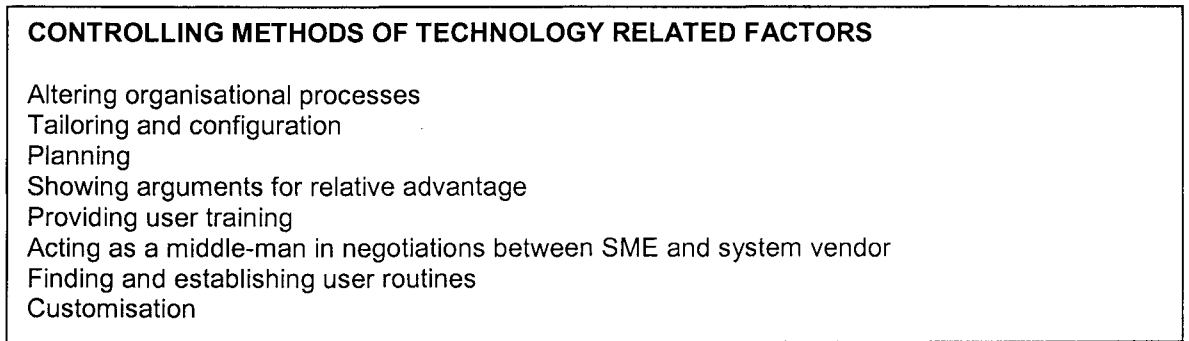 CONTROLLING METHODS OF TECHNOLOGY RELATED FACTORS
Altering organisational processes
Tailoring and configuration
Planning
Showing arguments for relative advantage
Providing user training
Acting as a middle-man in negotiations between SME and system vendor
Finding and establishing user routines
Customisation